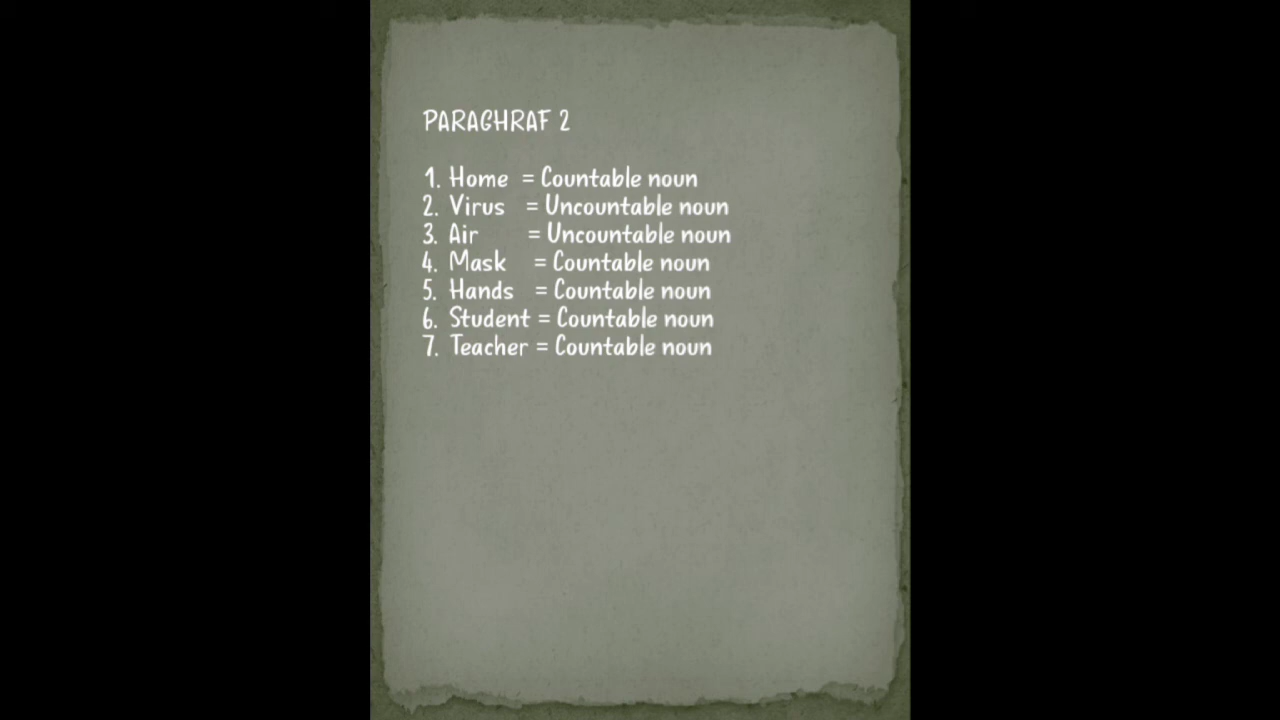 PARAGHRAF 2
1. Home = Countable noun
2. Virus = Uncountable noun
3. Air = Uncountable noun
4. Mask = Countable noun
5. Hands = Countable noun
6. Student = Countable noun
7. Teacher = Countable noun